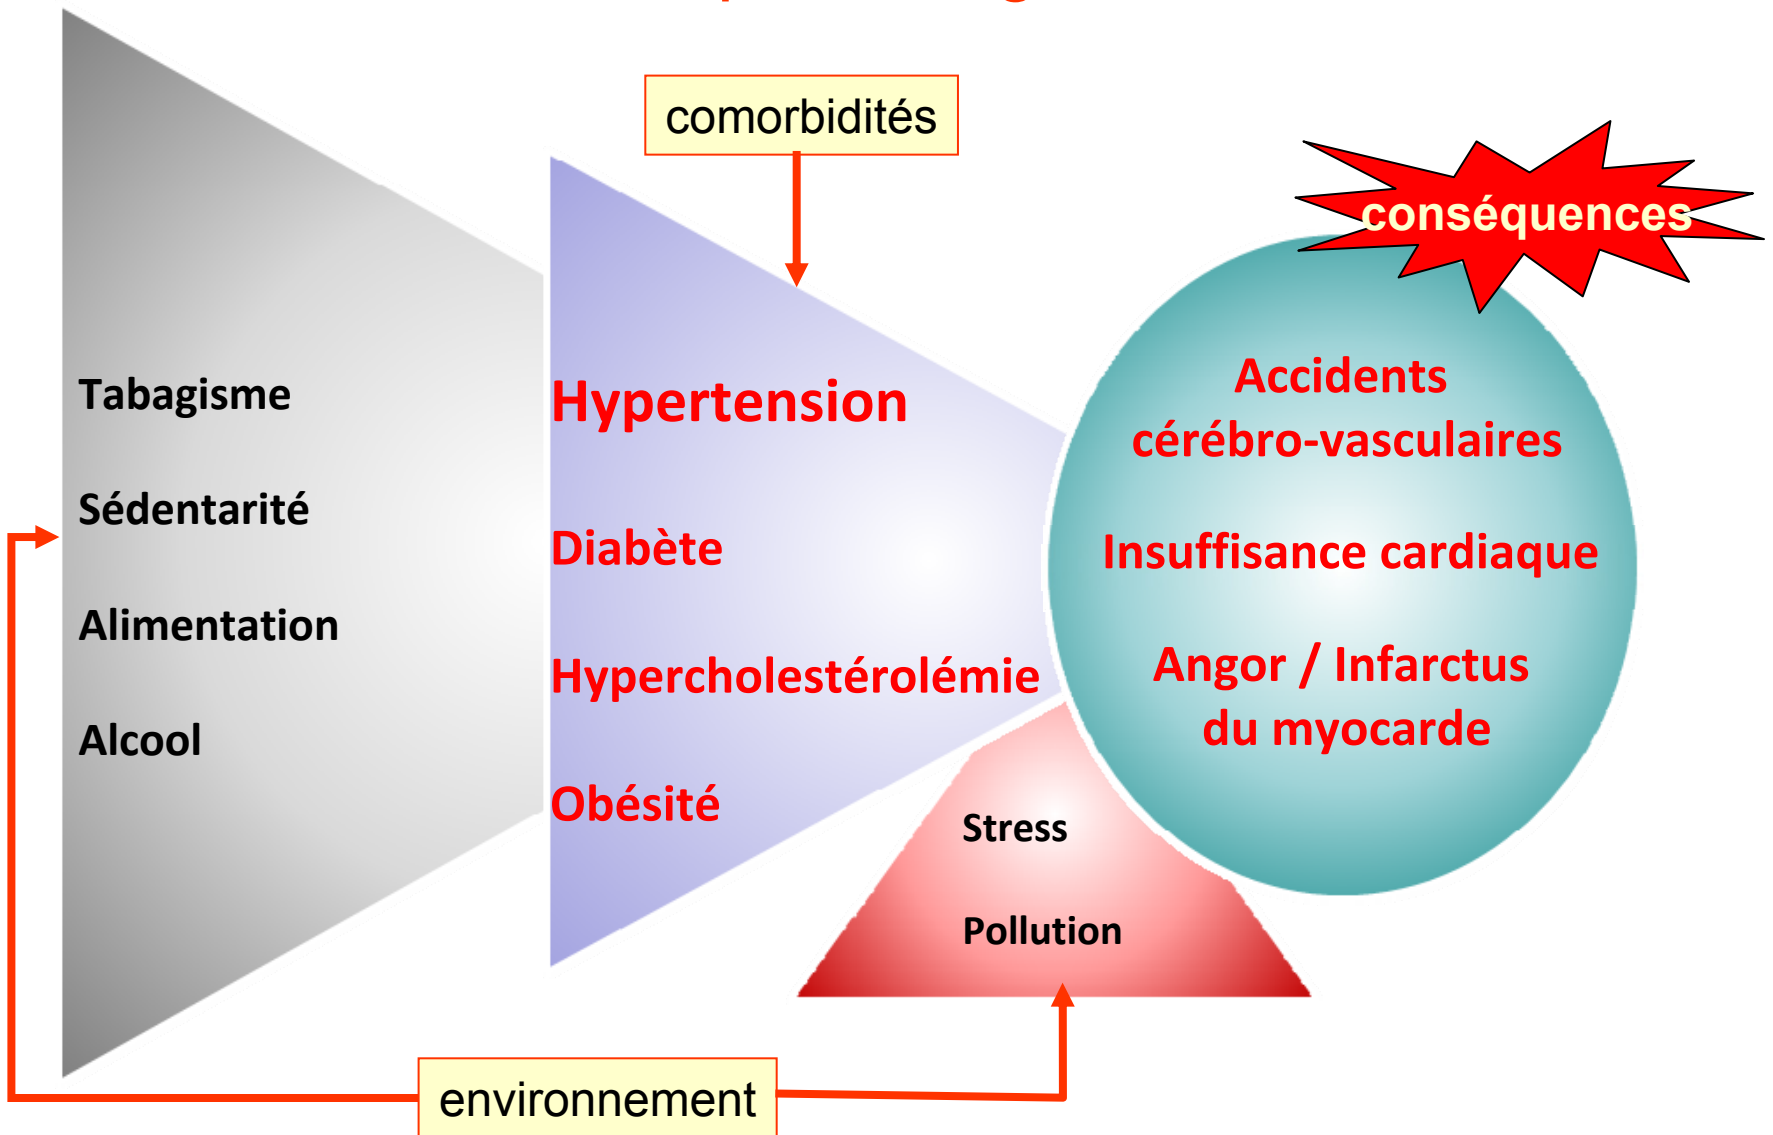 comorbidités
conséquences
Tabagisme
Sédentarité
Alimentation
Alcool
Hypertension
Diabète
Hypercholestérolémie
Obésité
Accidents
cérébro-vasculaires
Insuffisance cardiaque
Angor / Infarctus
du myocarde
Stress
Pollution
environnement